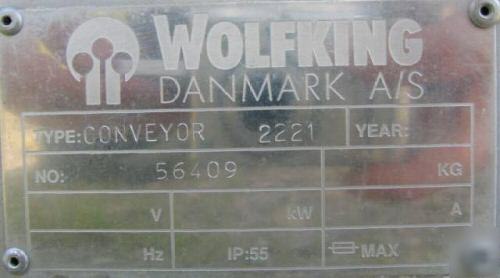 WOLFKING
DANMARK A/S
TYPE: CONVEYOR 2221 YEAR:
NO: 56409 KG
V kW A
Hz IP:55 MAX